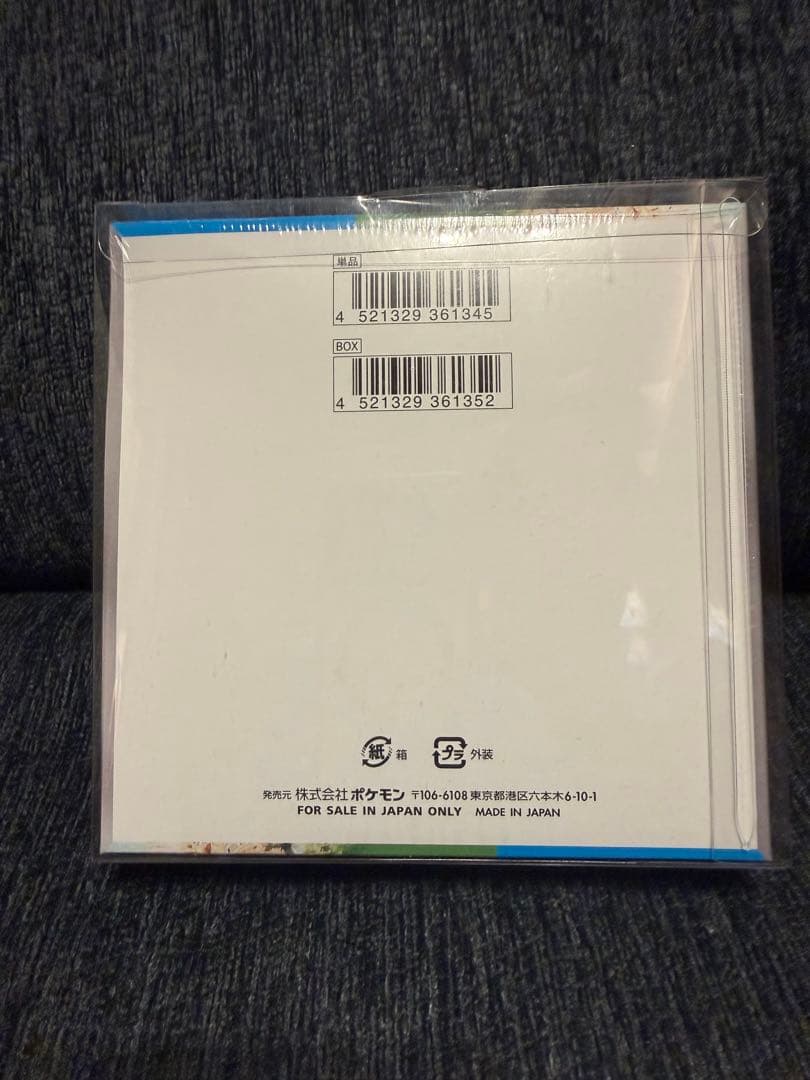 単品
4 521329 361345
BOX
4 521329 361352
紙 箱 プラ 外装
発売元 株式会社 ポケモン 〒106-6108 東京都港区六本木6-10-1
FOR SALE IN JAPAN ONLY MADE IN JAPAN